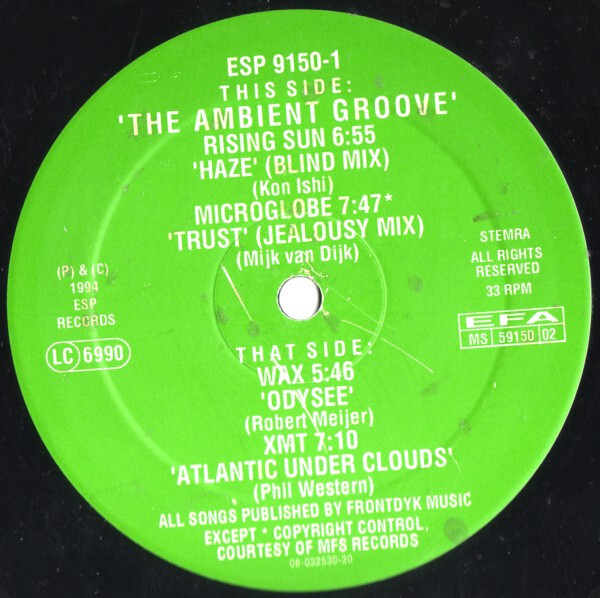 ESP 9150-1
THIS SIDE:
'THE AMBIENT GROOVE'
RISING SUN 6:55
'HAZE' (BLIND MIX)
(Kon Ishi)
MICROGLOBE 7:47*
'TRUST' (JEALOUSY MIX)
(Mijk van Dijk)
(P) & (C)
1994
ESP
RECORDS
LC 6990
STEMRA
ALL RIGHTS
RESERVED
33 RPM
EFA
MS 59150 02
THAT SIDE:
WAX 5:46
'ODYSEE'
(Robert Meijer)
XMT 7:10
'ATLANTIC UNDER CLOUDS'
(Phil Western)
ALL SONGS PUBLISHED BY FRONTDYK MUSIC
EXCEPT * COPYRIGHT CONTROL,
COURTESY OF MFS RECORDS
08-032530-20